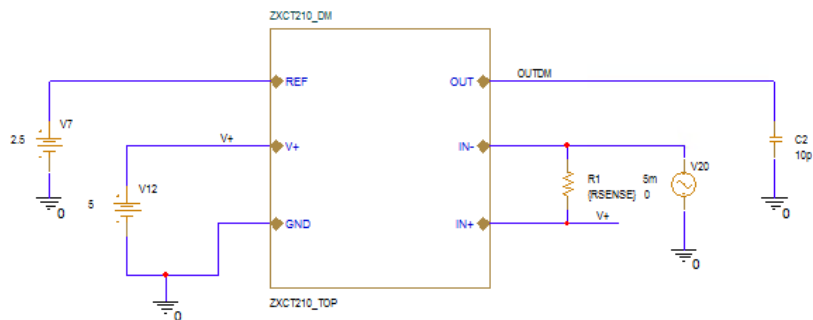 ZXCT210_DM
REF
OUT
OUTDM
V7
2.5
V+
V+
IN-
C2
10p
V12
5
R1
(RSENSE)
5m
0
V20
GND
IN+
V+
0
0
0
0
ZXCT210_TOP